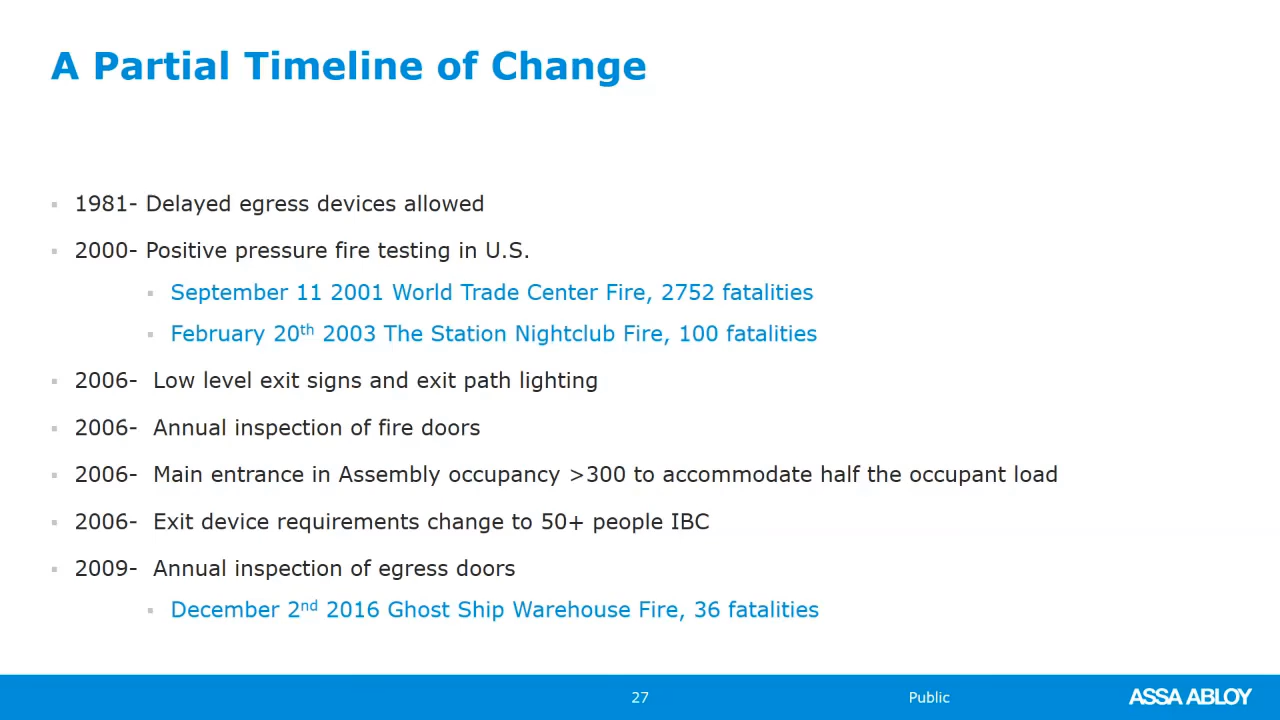 A Partial Timeline of Change
1981- Delayed egress devices allowed
2000- Positive pressure fire testing in U.S.
September 11 2001 World Trade Center Fire, 2752 fatalities
February 20th 2003 The Station Nightclub Fire, 100 fatalities
2006- Low level exit signs and exit path lighting
2006- Annual inspection of fire doors
2006- Main entrance in Assembly occupancy >300 to accommodate half the occupant load
2006- Exit device requirements change to 50+ people IBC
2009- Annual inspection of egress doors
December 2nd 2016 Ghost Ship Warehouse Fire, 36 fatalities
27 Public ASSA ABLOY